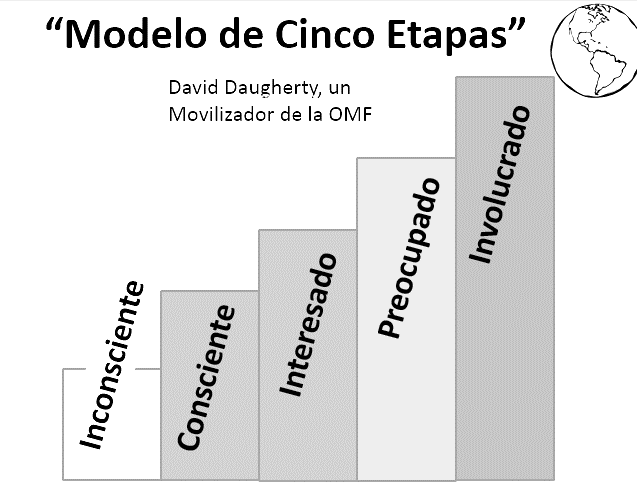 “Modelo de Cinco Etapas”
David Daugherty, un
Movilizador de la OMF
Inconsciente
Consciente
Interesado
Preocupado
Involucrado